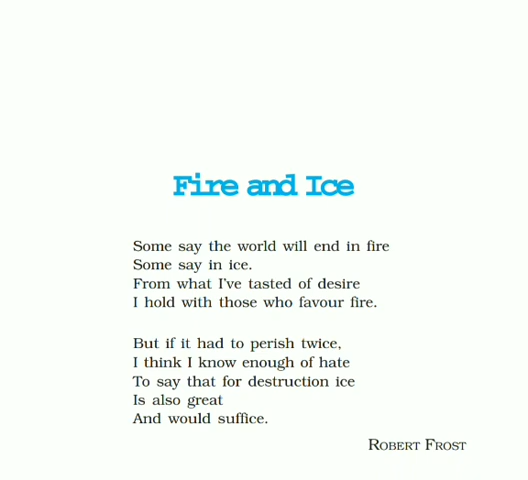 Fire and Ice
Some say the world will end in fire
Some say in ice.
From what I've tasted of desire
I hold with those who favour fire.
But if it had to perish twice,
I think I know enough of hate
To say that for destruction ice
Is also great
And would suffice.
ROBERT FROST